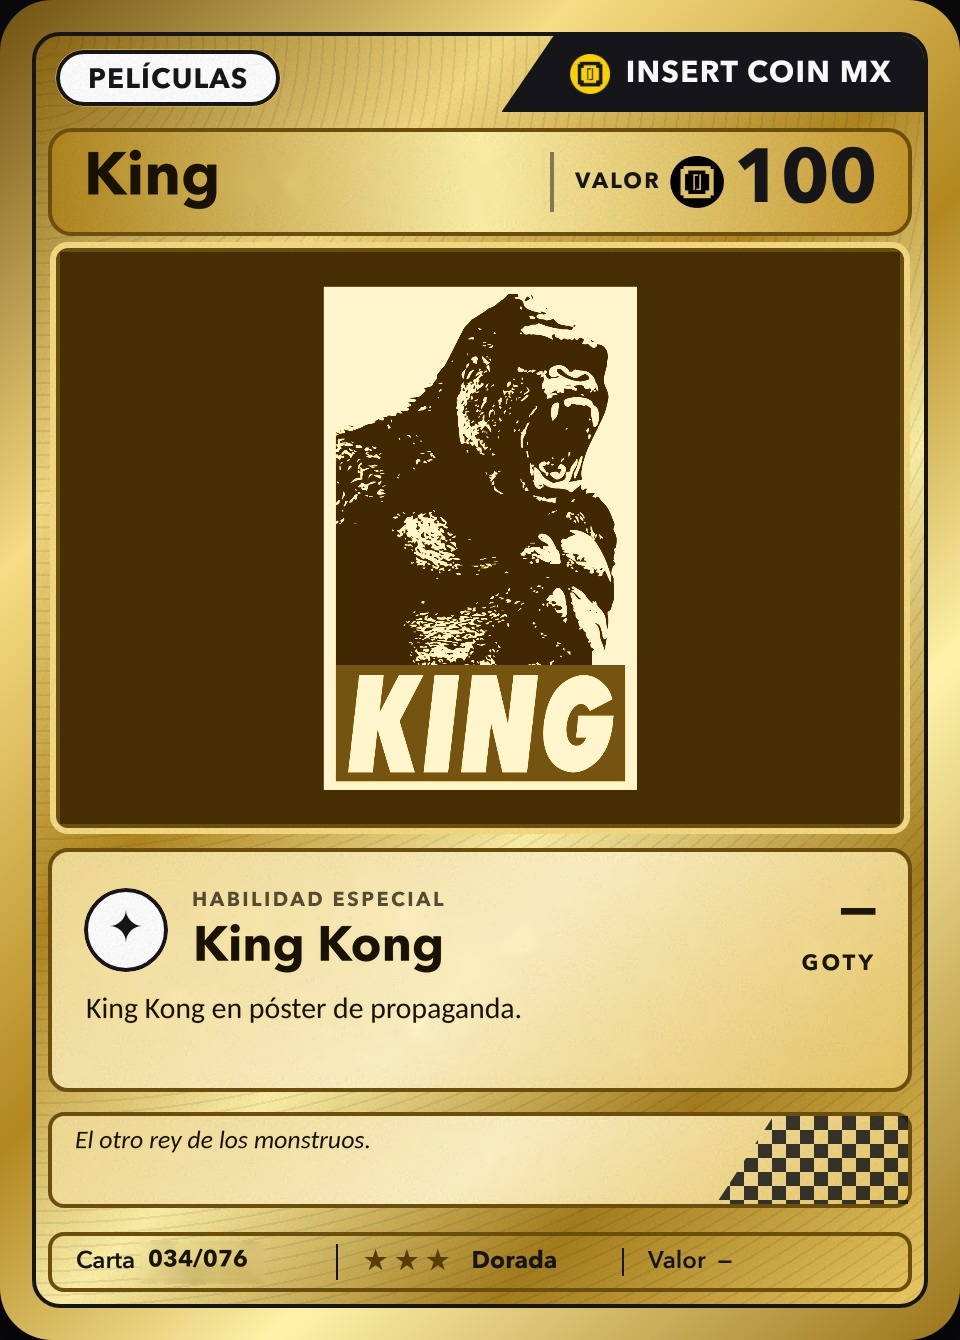 PELÍCULAS
INSERT COIN MX
King
VALOR 100
KING
HABILIDAD ESPECIAL
King Kong
—
GOTY
King Kong en póster de propaganda.
El otro rey de los monstruos.
Carta 034/076 ★★★ Dorada Valor –